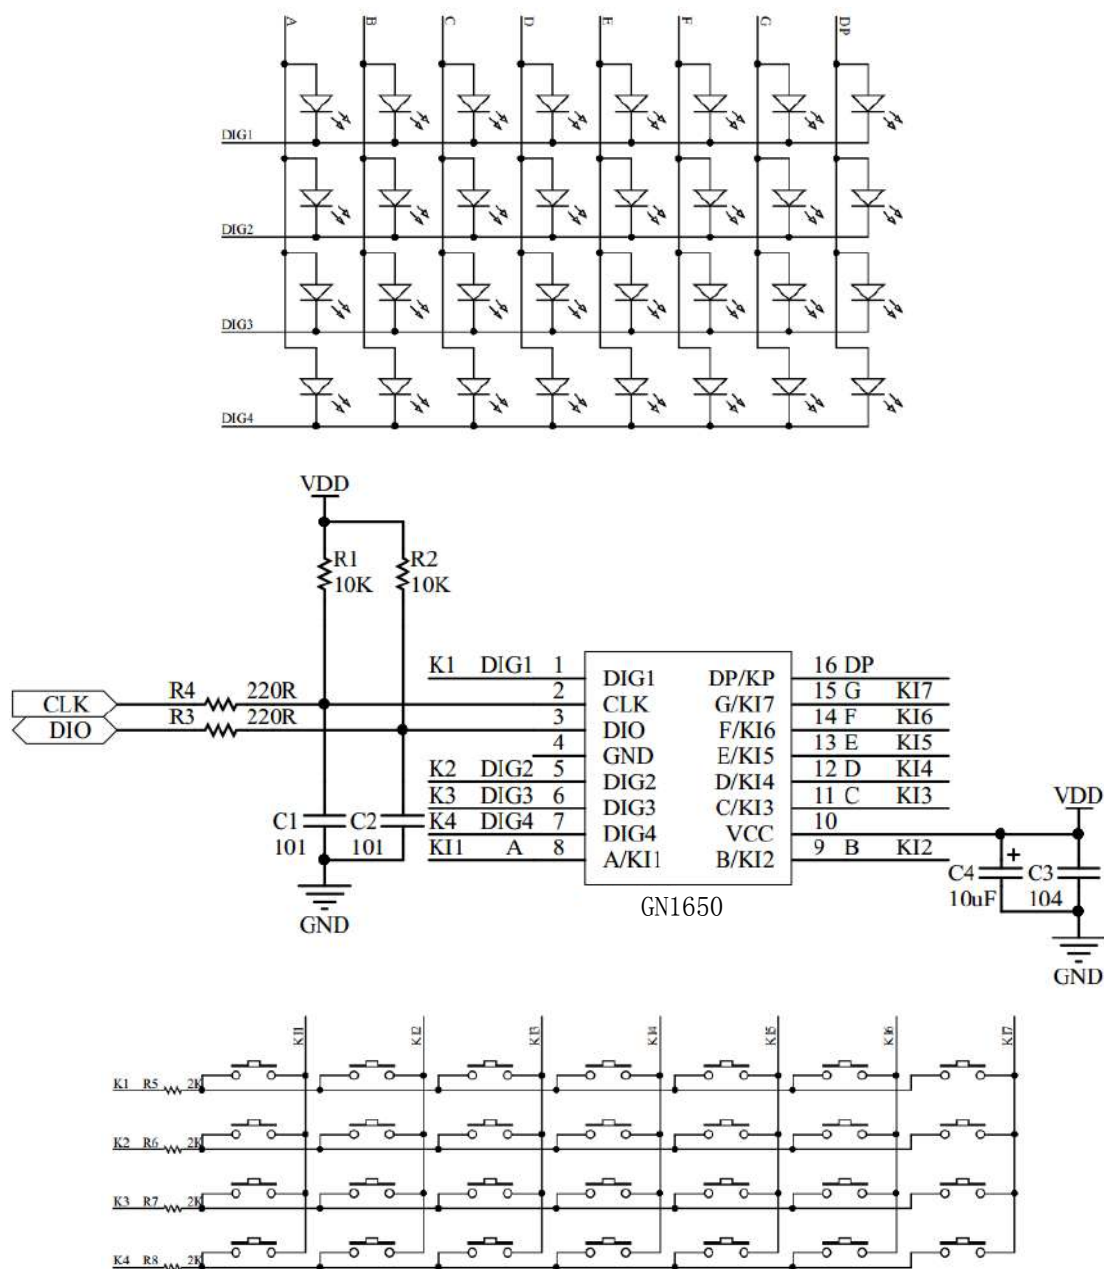 A B C D E F G DP
DIG1
DIG2
DIG3
DIG4
VDD
R1 R2
10K 10K
K1 DIG1 1 DIG1 DP/KP 16 DP
CLK R4 220R 2 CLK G/KI7 15 G KI7
DIO R3 220R 3 DIO F/KI6 14 F KI6
4 GND E/KI5 13 E KI5
K2 DIG2 5 DIG2 D/KI4 12 D KI4
K3 DIG3 6 DIG3 C/KI3 11 C KI3
VDD
C1 C2 K4 DIG4 7 DIG4 VCC 10
101 101 KI1 A 8 A/KI1 B/KI2 9 B KI2
C4 + C3
10uF 104
GN1650
GND
GND
KI1 KI2 KI3 KI4 KI5 KI6 KI7
K1 R5 2K
K2 R6 2K
K3 R7 2K
K4 R8 2K